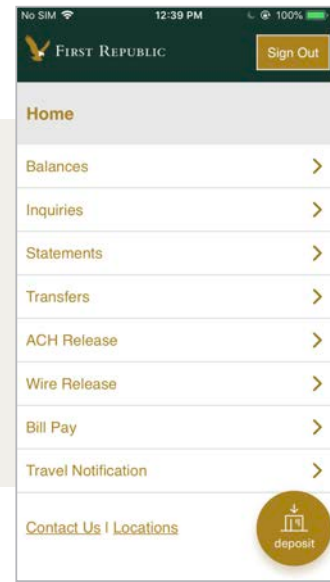 No SIM 12:39 PM 100%
FIRST REPUBLIC Sign Out
Home
Balances
Inquiries
Statements
Transfers
ACH Release
Wire Release
Bill Pay
Travel Notification
Contact Us | Locations
deposit